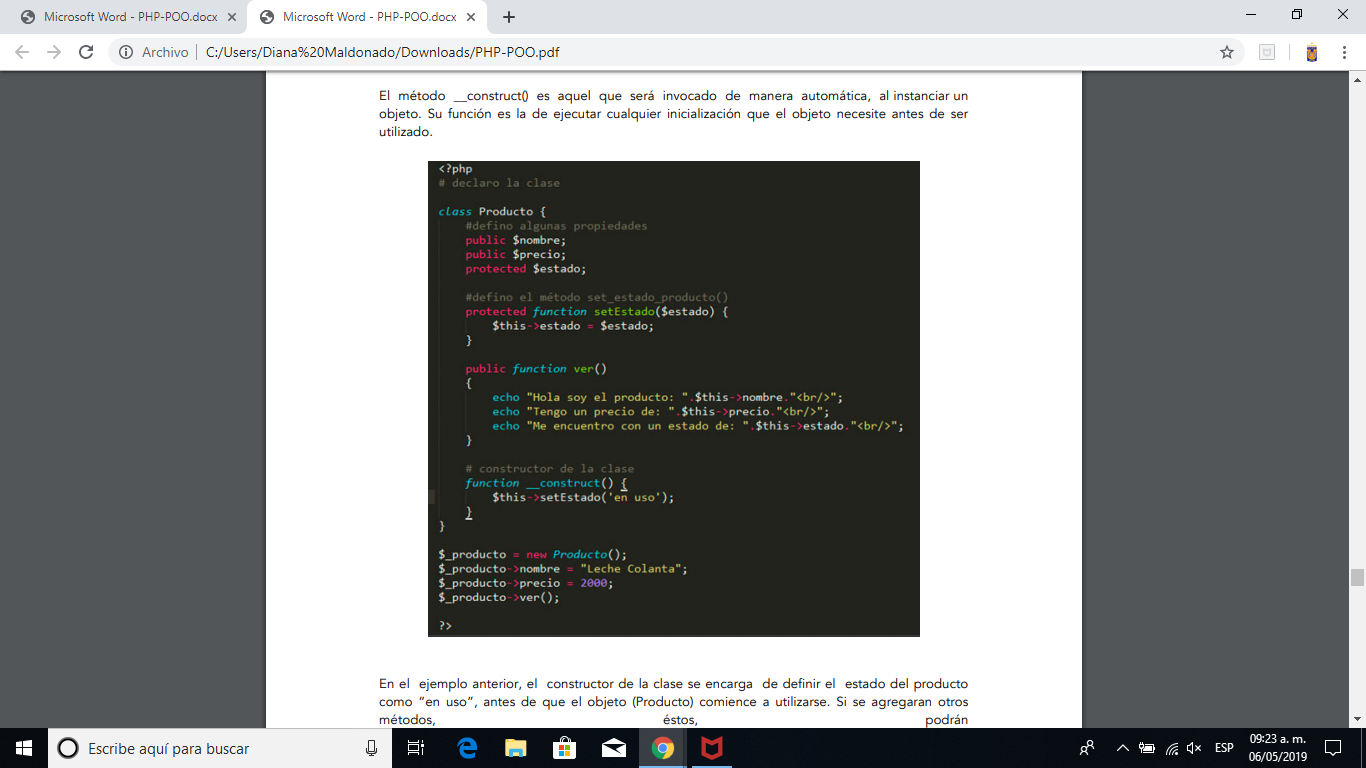 Microsoft Word - PHP-POO.docx
Microsoft Word - PHP-POO.docx
Archivo
C:/Users/Diana%20Maldonado/Downloads/PHP-POO.pdf
El método __construct() es aquel que será invocado de manera automática, al instanciar un
objeto. Su función es la de ejecutar cualquier inicialización que el objeto necesite antes de ser
utilizado.
<?php
# declaro la clase
class Producto {
#defino algunas propiedades
public $nombre;
public $precio;
protected $estado;
#defino el método set_estado_producto()
protected function setEstado($estado) {
$this->estado = $estado;
}
public function ver()
{
echo "Hola soy el producto: ".$this->nombre."<br/>";
echo "Tengo un precio de: ".$this->precio."<br/>";
echo "Me encuentro con un estado de: ".$this->estado."<br/>";
}
# constructor de la clase
function __construct() {
$this->setEstado('en uso');
}
}
$_producto = new Producto();
$_producto->nombre = "Leche Colanta";
$_producto->precio = 2000;
$_producto->ver();
?>
En el ejemplo anterior, el constructor de la clase se encarga de definir el estado del producto
como “en uso”, antes de que el objeto (Producto) comience a utilizarse. Si se agregaran otros
métodos, éstos, podrán
Escribe aquí para buscar
ESP
09:23 a. m.
06/05/2019